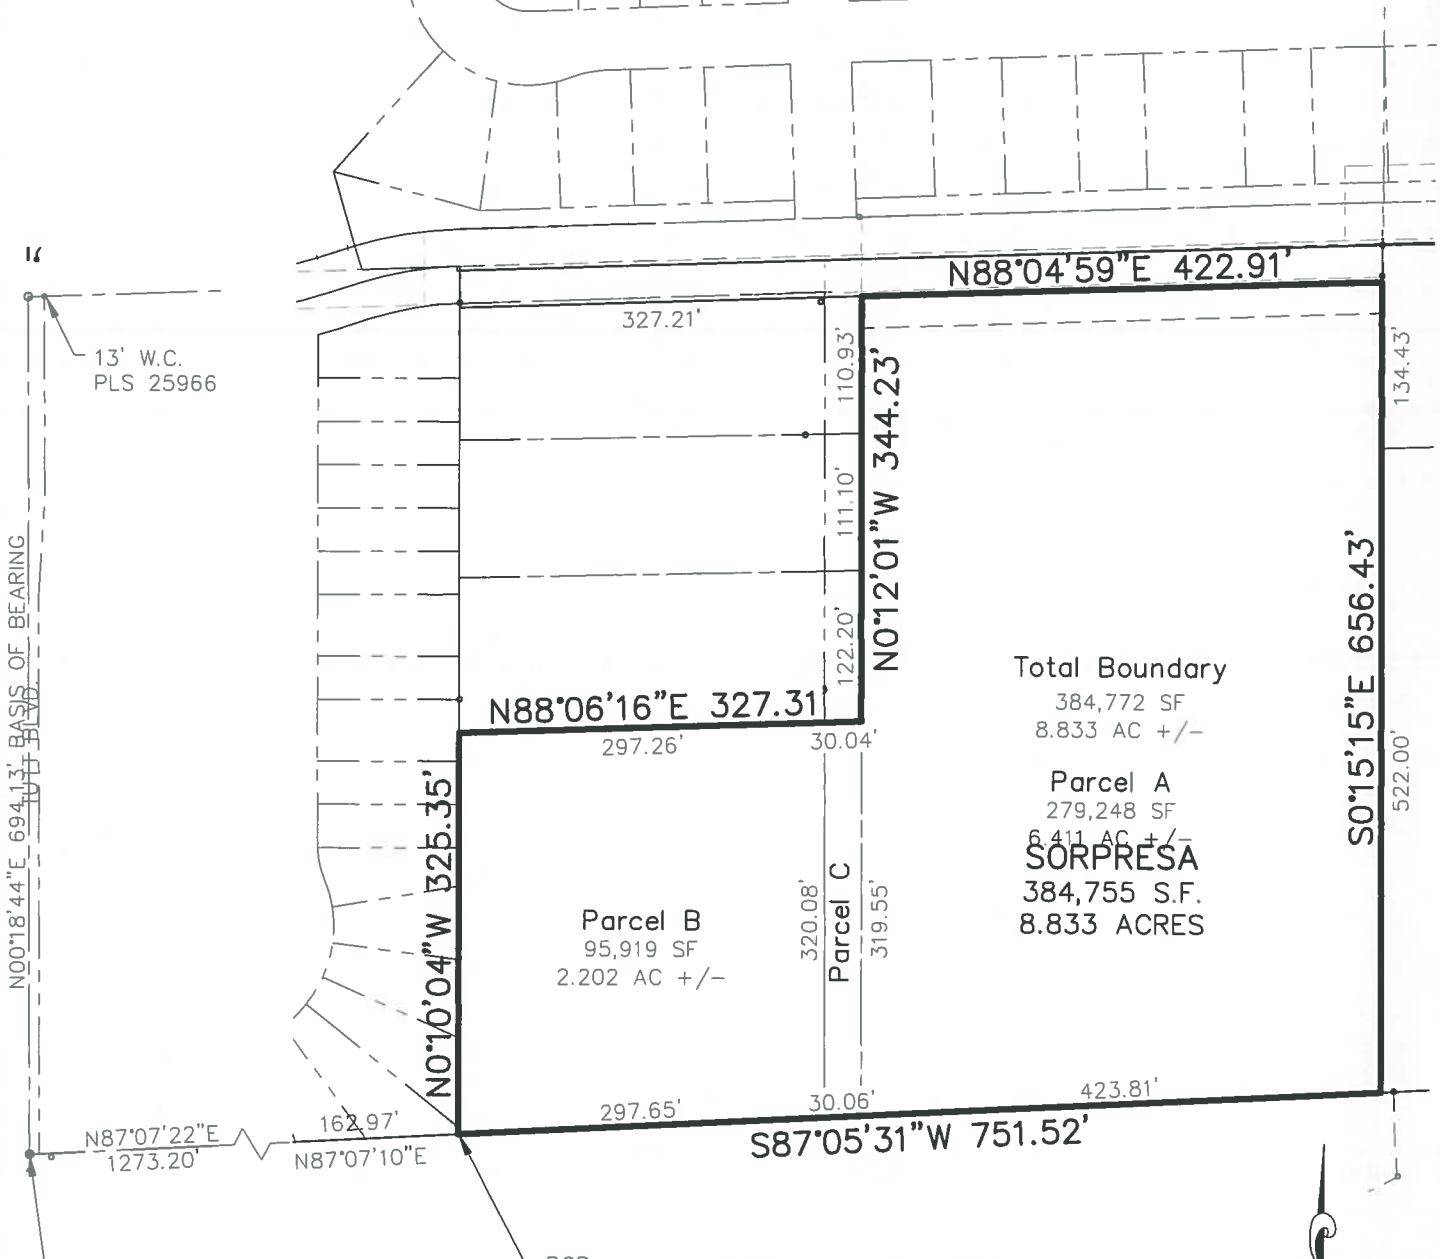 N88°04'59"E 422.91'
327.21'
13' W.C.
PLS 25966
110.93'
N0°12'01"W 344.23'
134.43'
111.10'
122.20'
N00°18'44"E 694.13' BASIS OF BEARING
TUTT BLVD.
Total Boundary
384,772 SF
8.833 AC +/-
S0°15'15"E 656.43'
522.00'
N88°06'16"E 327.31'
297.26'
30.04'
Parcel A
279,248 SF
6.411 AC +/-
SORPRESA
384,755 S.F.
8.833 ACRES
N0°10'04"W 325.35'
Parcel B
95,919 SF
2.202 AC +/-
320.08'
Parcel C
319.55'
297.65'
30.06'
423.81'
S87°05'31"W 751.52'
N87°07'22"E
1273.20'
162.97'
N87°07'10"E